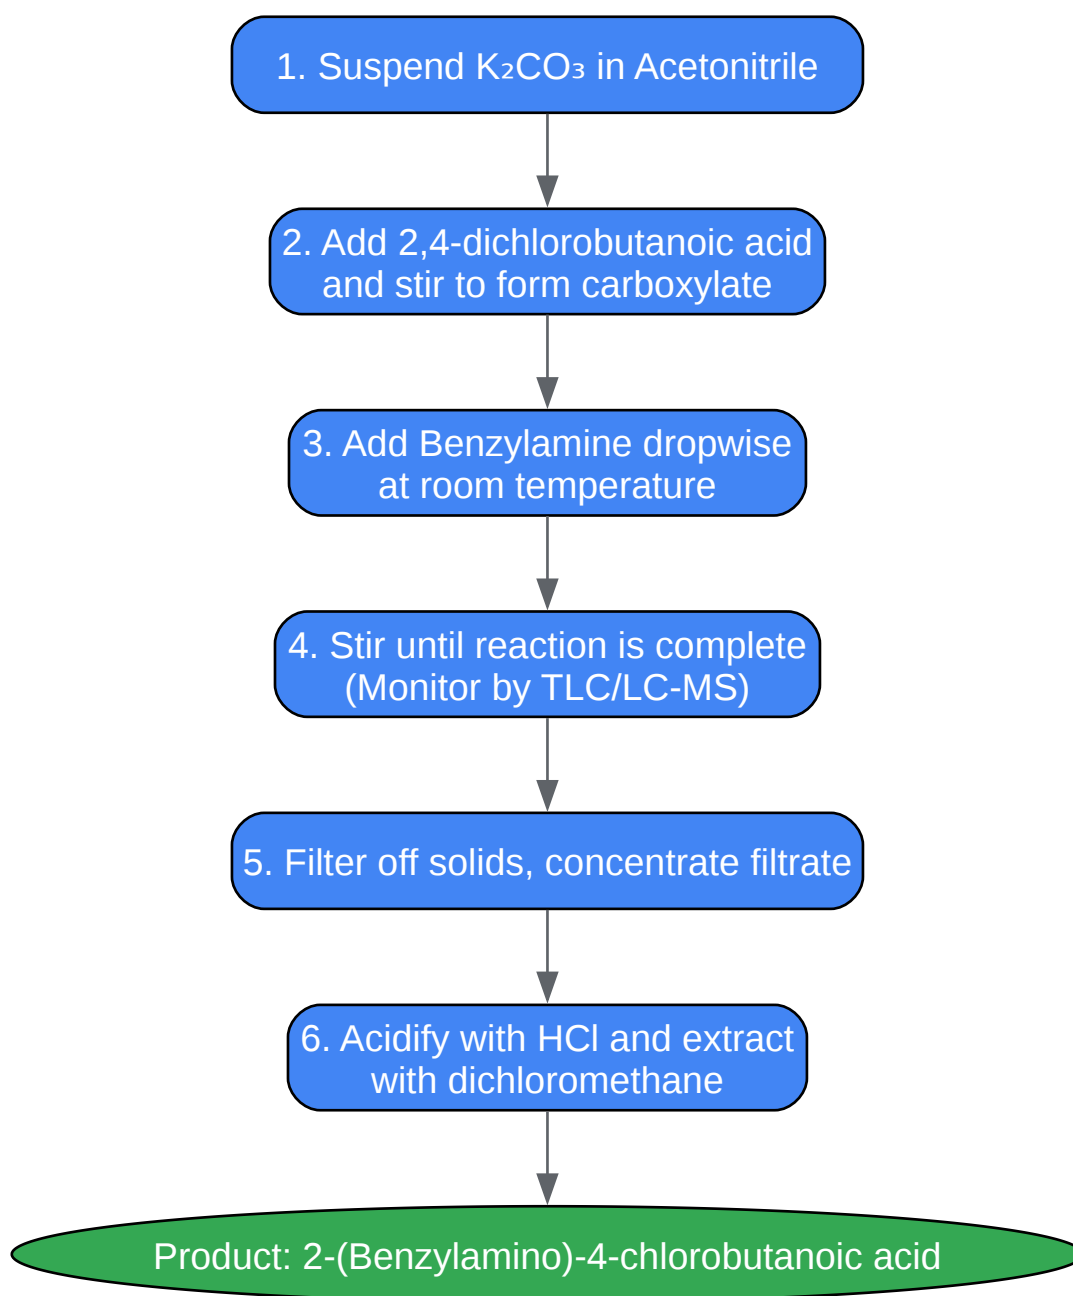 1. Suspend K₂CO₃ in Acetonitrile
2. Add 2,4-dichlorobutanoic acid
and stir to form carboxylate
3. Add Benzylamine dropwise
at room temperature
4. Stir until reaction is complete
(Monitor by TLC/LC-MS)
5. Filter off solids, concentrate filtrate
6. Acidify with HCl and extract
with dichloromethane
Product: 2-(Benzylamino)-4-chlorobutanoic acid